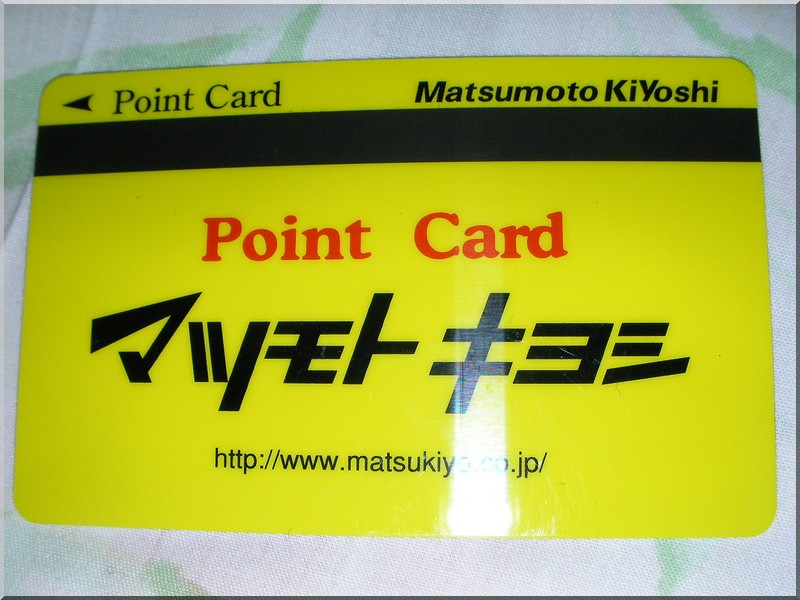 ◀ Point Card Matsumoto KiYoshi
Point Card
マツモトキヨシ
http://www.matsukiyo.co.jp/